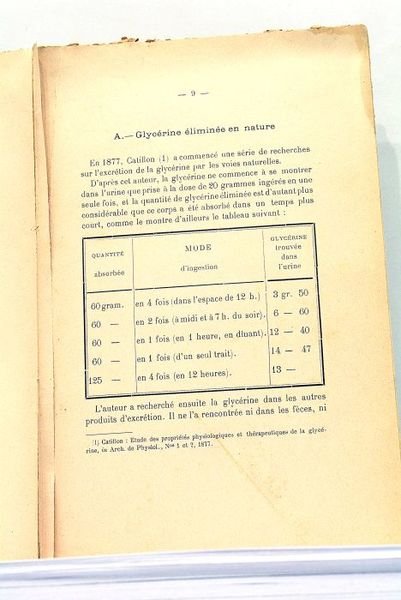 — 9 —
A. — Glycérine éliminée en nature
En 1877, Catillon (1) a commencé une série de recherches
sur l'excrétion de la glycérine par les voies naturelles.
D'après cet auteur, la glycérine ne commence à se montrer
dans l'urine que prise à la dose de 20 grammes ingérés en une
seule fois, et la quantité de glycérine éliminée est d'autant plus
considérable que ce corps a été absorbé dans un temps plus
court, comme le montre d'ailleurs le tableau suivant :
QUANTITÉ absorbée | MODE d'ingestion | GLYCÉRINE trouvée dans l'urine
60 gram. en 4 fois (dans l'espace de 12 h.) 3 gr. 50
60 — en 2 fois (à midi et à 7 h. du soir). 6 — 60
60 — en 1 fois (en 1 heure, en diluant). 12 — 40
60 — en 1 fois (d'un seul trait). 14 — 47
125 — en 4 fois (en 12 heures). 13 —
L'auteur a recherché ensuite la glycérine dans les autres
produits d'excrétion. Il ne l'a rencontrée ni dans les fèces, ni
(1) Catillon : Etude des propriétés physiologiques et thérapeutiques de la glycé-
rine, in Arch. de Physiol., Nos 1 et 2, 1877.